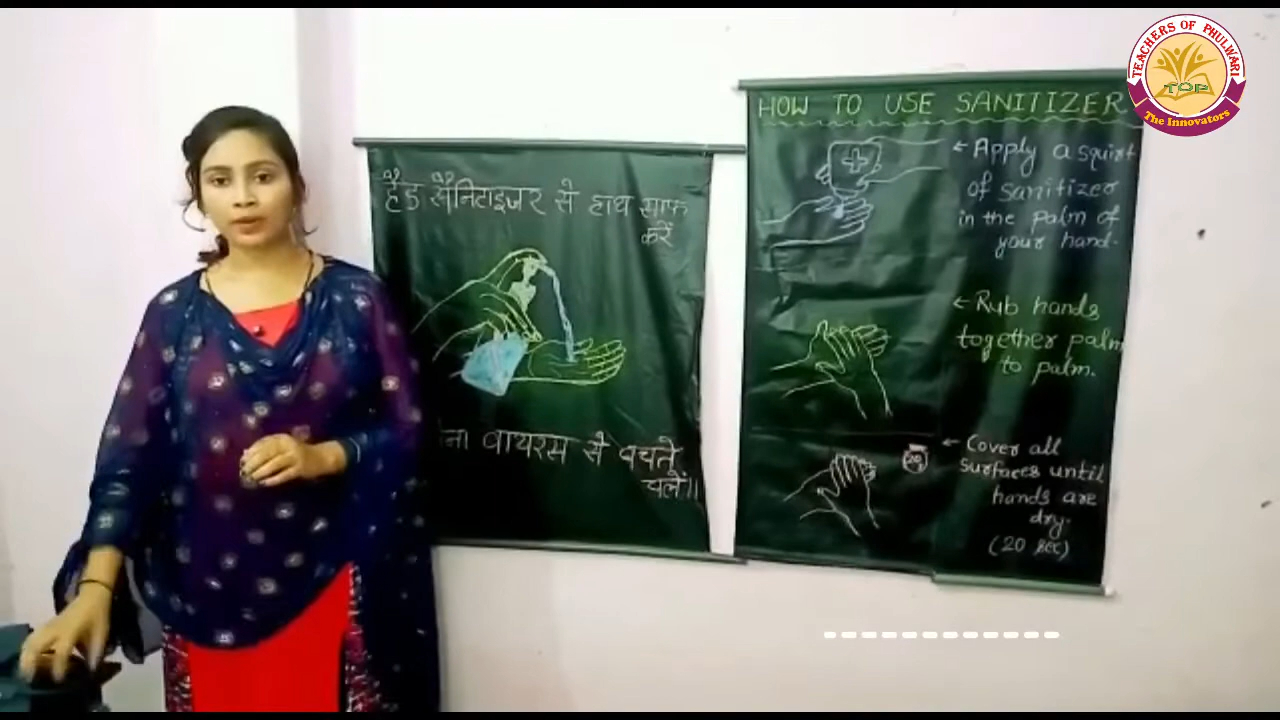 हैंड सैनिटाइजर से हाथ साफ
करें
वायरस से बचते
चलें।।
HOW TO USE SANITIZER
← Apply a squirt
of sanitizer
in the palm of
your hand.
← Rub hands
together palm
to palm.
20
← Cover all
surfaces until
hands are
dry.
(20 sec)
TEACHERS OF PHULWARI
TOP
The Innovators